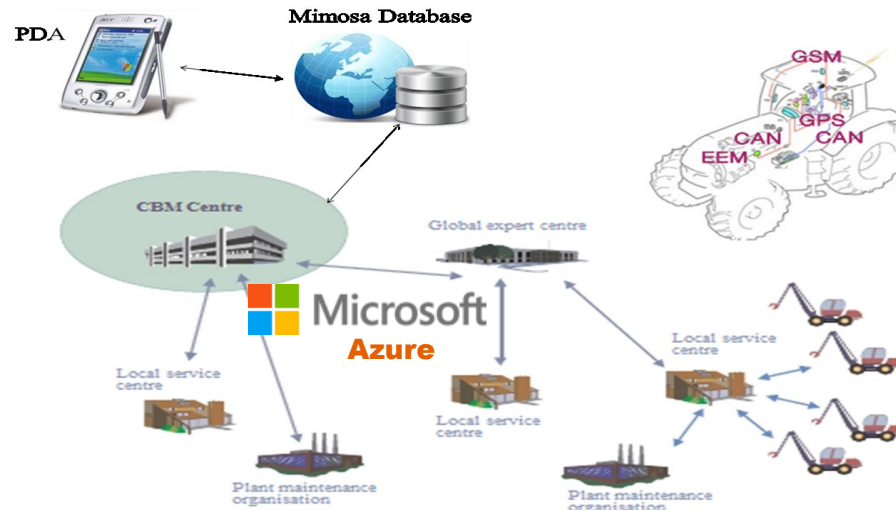 Mimosa Database
PDA
GSM
GPS
CAN
CAN
EEM
CBM Centre
Global expert centre
Microsoft
Azure
Local service
centre
Local service
centre
Local service
centre
Plant maintenance
organisation
Plant maintenance
organisation